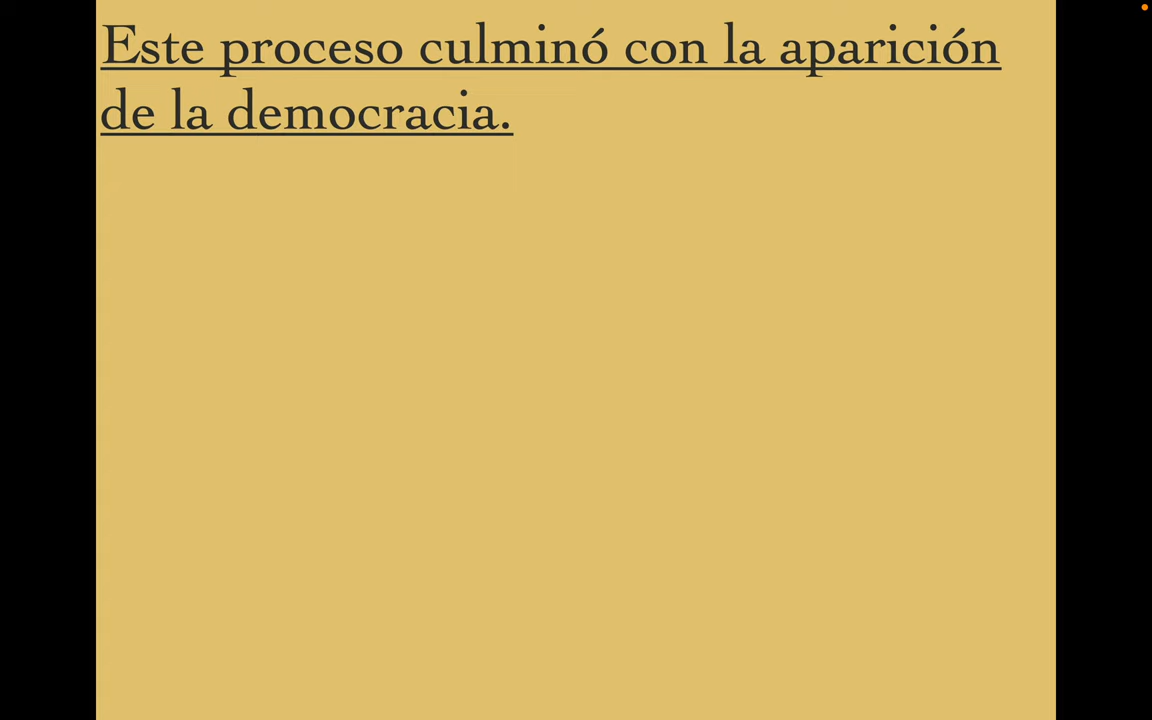 Este proceso culminó con la aparición
de la democracia.